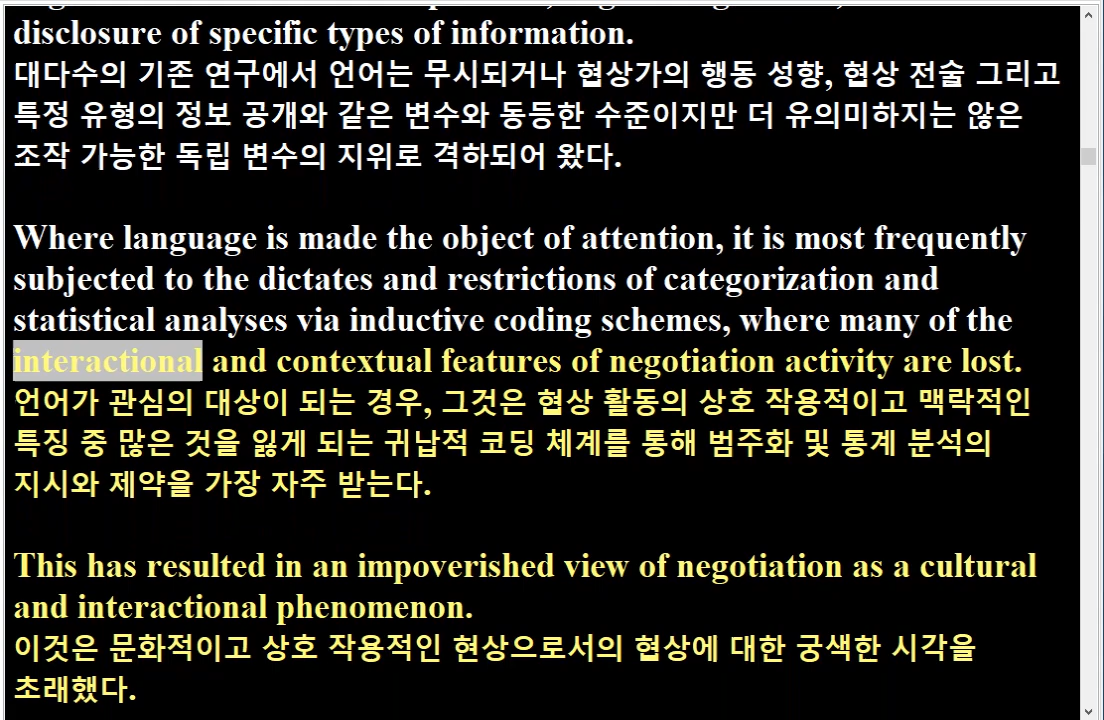 disclosure of specific types of information.
대다수의 기존 연구에서 언어는 무시되거나 협상가의 행동 성향, 협상 전술 그리고
특정 유형의 정보 공개와 같은 변수와 동등한 수준이지만 더 유의미하지는 않은
조작 가능한 독립 변수의 지위로 격하되어 왔다.
Where language is made the object of attention, it is most frequently
subjected to the dictates and restrictions of categorization and
statistical analyses via inductive coding schemes, where many of the
interactional and contextual features of negotiation activity are lost.
언어가 관심의 대상이 되는 경우, 그것은 협상 활동의 상호 작용적이고 맥락적인
특징 중 많은 것을 잃게 되는 귀납적 코딩 체계를 통해 범주화 및 통계 분석의
지시와 제약을 가장 자주 받는다.
This has resulted in an impoverished view of negotiation as a cultural
and interactional phenomenon.
이것은 문화적이고 상호 작용적인 현상으로서의 협상에 대한 궁색한 시각을
초래했다.